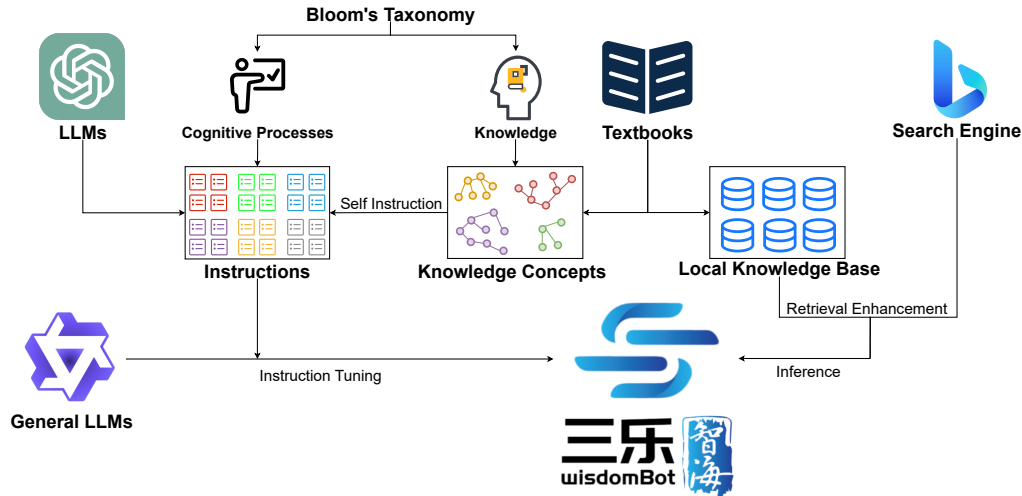 Bloom's Taxonomy
LLMs
Cognitive Processes
Knowledge
Textbooks
Search Engine
Self Instruction
Instructions
Knowledge Concepts
Local Knowledge Base
Retrieval Enhancement
Instruction Tuning
Inference
General LLMs
三乐
wisdomBot
智海